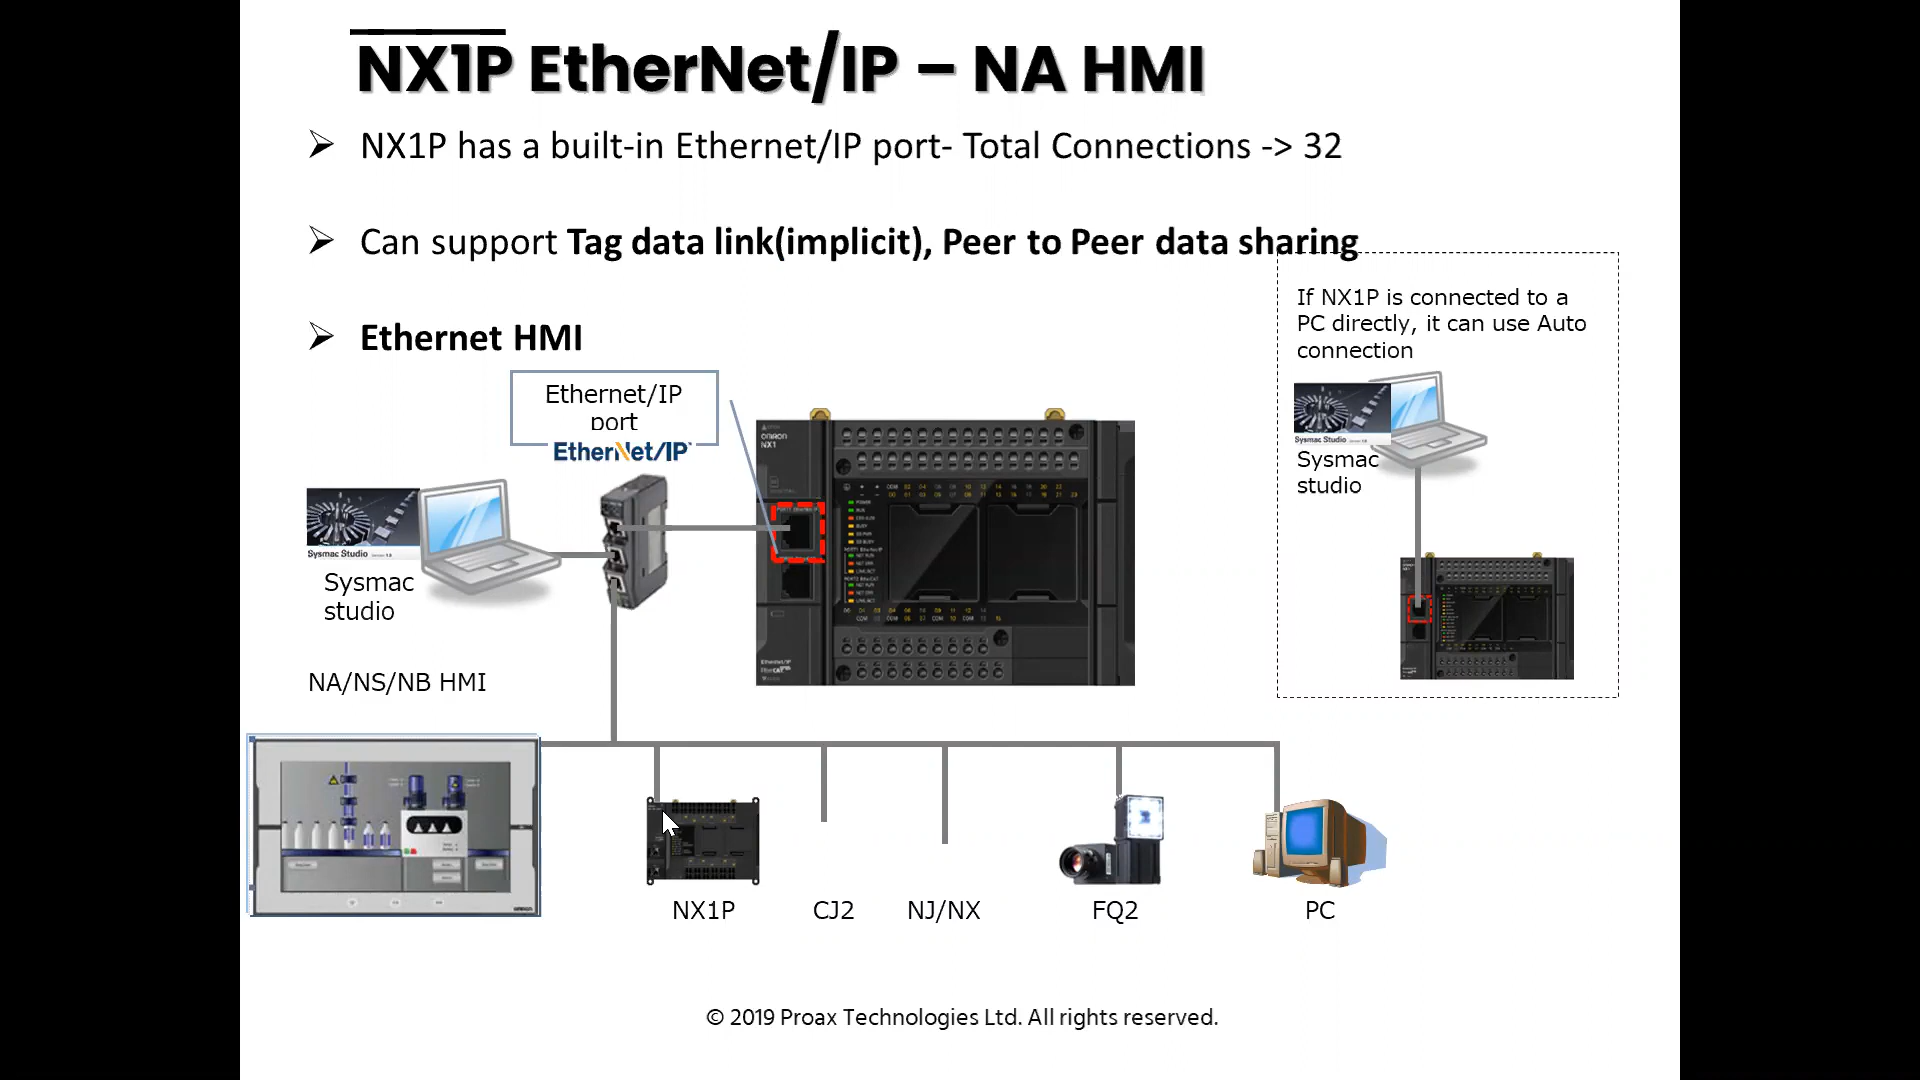 NX1P EtherNet/IP – NA HMI
NX1P has a built-in Ethernet/IP port- Total Connections -> 32
Can support Tag data link(implicit), Peer to Peer data sharing
Ethernet HMI
If NX1P is connected to a
PC directly, it can use Auto
connection
Sysmac Studio
Sysmac
studio
Ethernet/IP
port
EtherNet/IP
OMRON
NX1
Sysmac Studio
Sysmac
studio
NA/NS/NB HMI
NX1P
CJ2
NJ/NX
FQ2
PC
© 2019 Proax Technologies Ltd. All rights reserved.